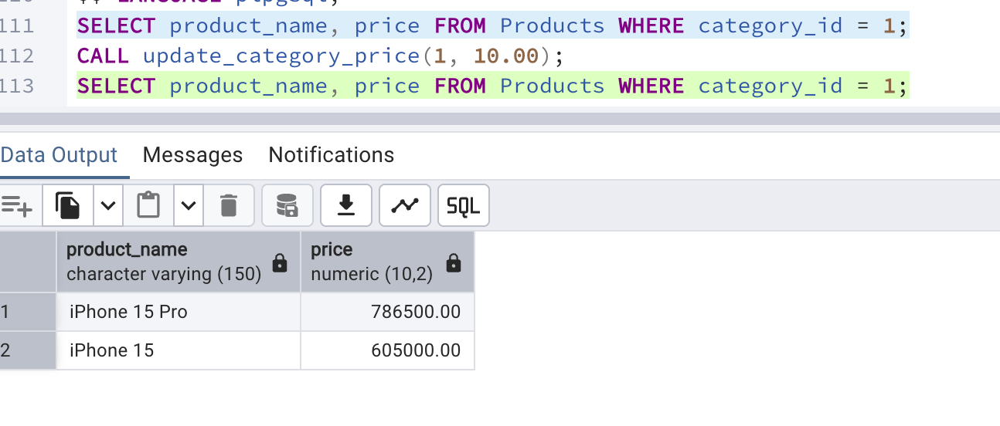 $$ LANGUAGE plpgsql;
111 SELECT product_name, price FROM Products WHERE category_id = 1;
112 CALL update_category_price(1, 10.00);
113 SELECT product_name, price FROM Products WHERE category_id = 1;
Data Output Messages Notifications
SQL
product_name price
character varying (150) numeric (10,2)
1 iPhone 15 Pro 786500.00
2 iPhone 15 605000.00